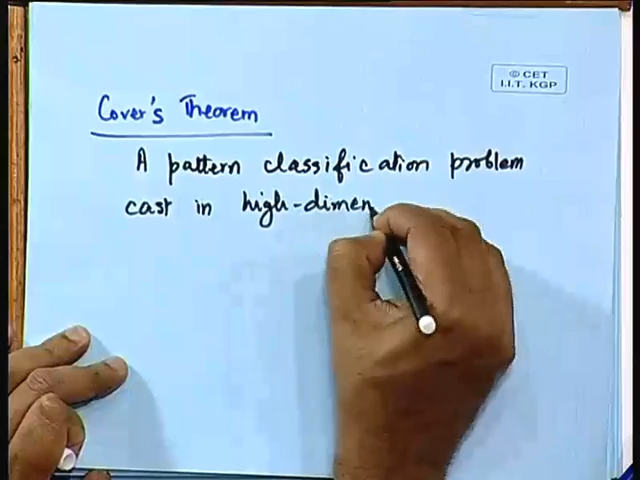 © CET
I.I.T. KGP
Cover's Theorem
A pattern classification problem
cast in high-dimen